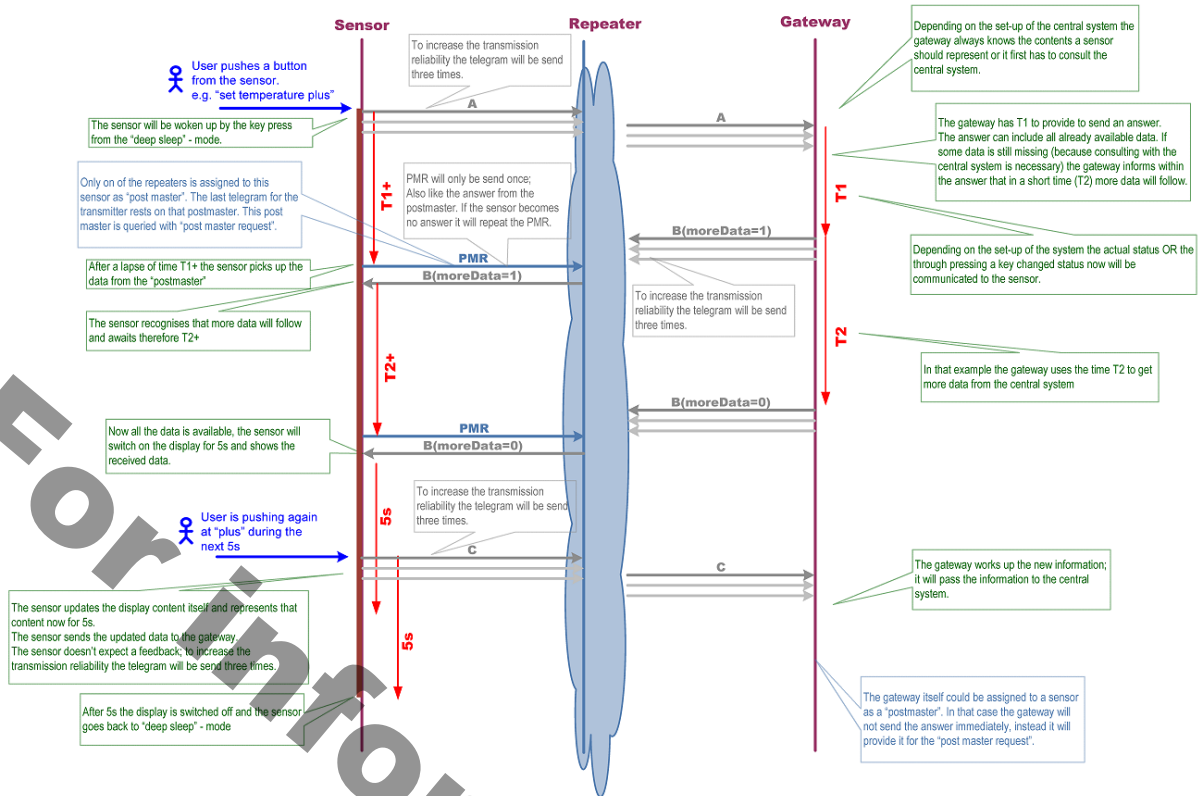 Sensor
Repeater
Gateway
Depending on the set-up of the central system the
gateway always knows the contents a sensor
should represent or it first has to consult the
central system.
To increase the transmission
reliability the telegram will be send
three times.
User pushes a button
from the sensor.
e.g. “set temperature plus”
A
A
The sensor will be woken up by the key press
from the “deep sleep” - mode.
The gateway has T1 to provide to send an answer.
The answer can include all already available data. If
some data is still missing (because consulting with the
central system is necessary) the gateway informs within
the answer that in a short time (T2) more data will follow.
Only on of the repeaters is assigned to this
sensor as “post master”. The last telegram for the
transmitter rests on that postmaster. This post
master is queried with “post master request”.
T1+
PMR will only be send once;
Also like the answer from the
postmaster. If the sensor becomes
no answer it will repeat the PMR.
T1
B(moreData=1)
Depending on the set-up of the system the actual status OR the
through pressing a key changed status now will be
communicated to the sensor.
After a lapse of time T1+ the sensor picks up the
data from the “postmaster”
PMR
B(moreData=1)
To increase the transmission
reliability the telegram will be send
three times.
The sensor recognises that more data will follow
and awaits therefore T2+
T2+
T2
In that example the gateway uses the time T2 to get
more data from the central system
B(moreData=0)
Now all the data is available, the sensor will
switch on the display for 5s and shows the
received data.
PMR
B(moreData=0)
5s
To increase the transmission
reliability the telegram will be send
three times.
User is pushing again
at “plus” during the
next 5s
C
C
The gateway works up the new information;
it will pass the information to the central
system.
The sensor updates the display content itself and represents that
content now for 5s.
The sensor sends the updated data to the gateway.
The sensor doesn’t expect a feedback; to increase the
transmission reliability the telegram will be send three times.
5s
After 5s the display is switched off and the sensor
goes back to “deep sleep” - mode
The gateway itself could be assigned to a sensor
as a “postmaster”. In that case the gateway will
not send the answer immediately, instead it will
provide it for the “post master request”.
For infor